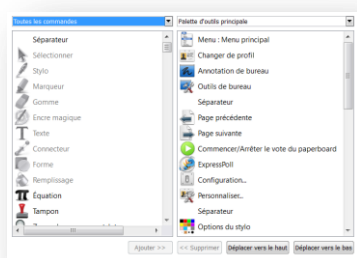 Toutes les commandes
Séparateur
Sélectionner
Stylo
Marqueur
Gomme
Encre magique
Texte
Connecteur
Forme
Remplissage
Équation
Tampon
Ajouter >>
Palette d'outils principale
Menu : Menu principal
Changer de profil
Annotation de bureau
Outils de bureau
Séparateur
Page précédente
Page suivante
Commencer/Arrêter le vote du paperboard
ExpressPoll
Configuration...
Personnaliser...
Séparateur
Options du stylo
<< Supprimer
Déplacer vers le haut
Déplacer vers le bas